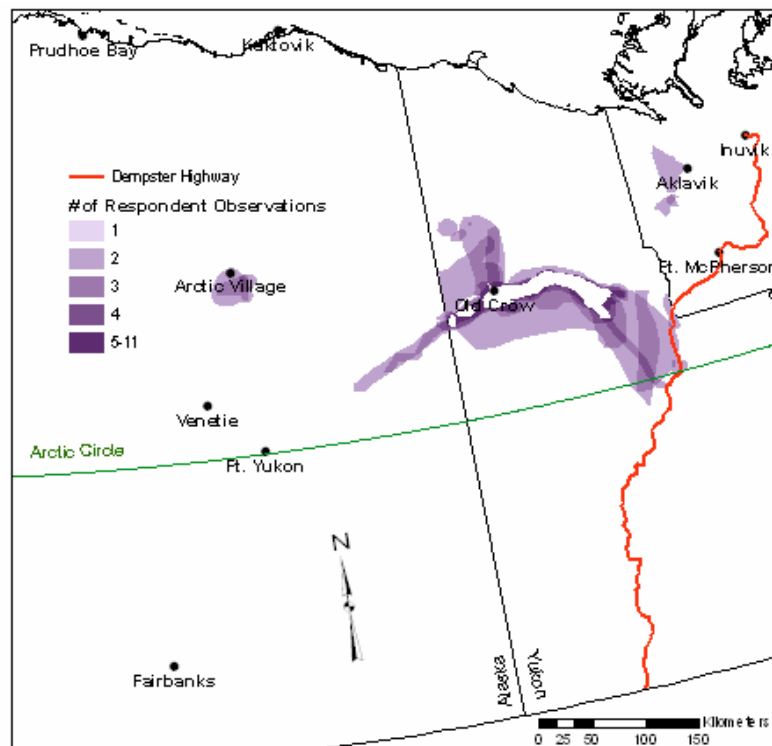 Prudhoe Bay
Kaktovik
Inuvik
Aklavik
Dempster Highway
# of Respondent Observations
1
2
3
4
5-11
Arctic Village
Old Crow
Ft. McPherson
Venetie
Arctic Circle
Ft. Yukon
N
Fairbanks
Alaska
Yukon
Kilometers
0 25 50 100 150